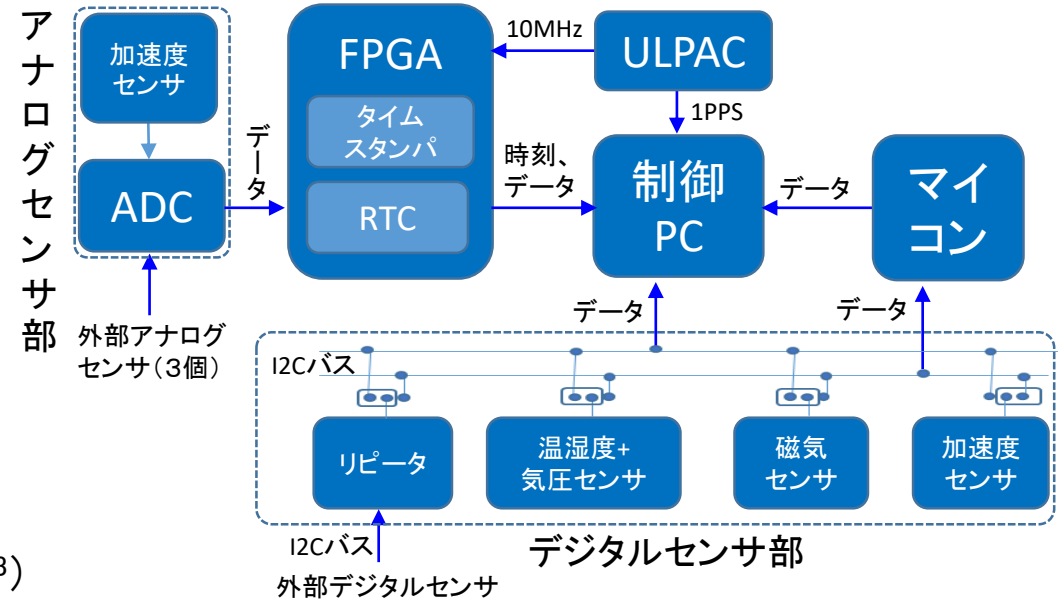 アナログセンサ部
加速度
センサ
ADC
外部アナログ
センサ(3個)
データ
FPGA
タイム
スタンパ
RTC
10MHz
ULPAC
1PPS
時刻、
データ
制御
PC
データ
マイ
コン
データ
データ
I2Cバス
リピータ
温湿度+
気圧センサ
磁気
センサ
加速度
センサ
I2Cバス
外部デジタルセンサ
デジタルセンサ部
3)